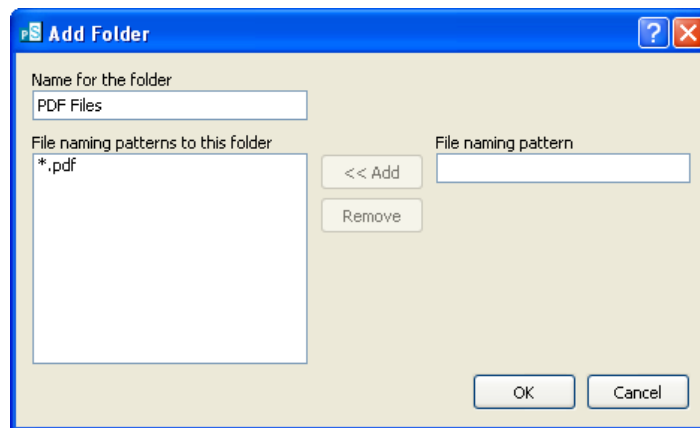 pS Add Folder
Name for the folder
PDF Files
File naming patterns to this folder
File naming pattern
*.pdf
<< Add
Remove
OK
Cancel